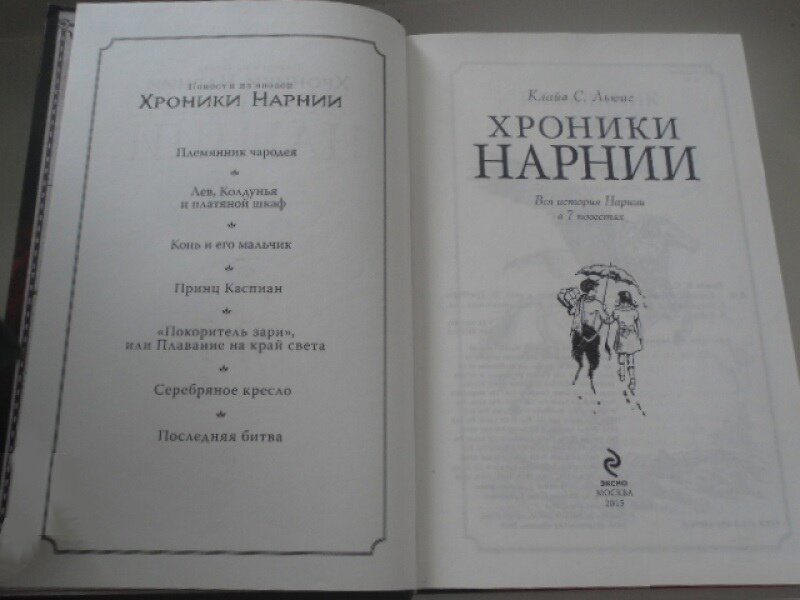 Повести из эпопеи
ХРОНИКИ НАРНИИ
Племянник чародея
Лев, Колдунья
и платяной шкаф
Конь и его мальчик
Принц Каспиан
«Покоритель зари»,
или Плавание на край света
Серебряное кресло
Последняя битва
Клайв С. Льюис
ХРОНИКИ
НАРНИИ
Вся история Нарнии
в 7 повестях
ЭКСМО
МОСКВА
2015